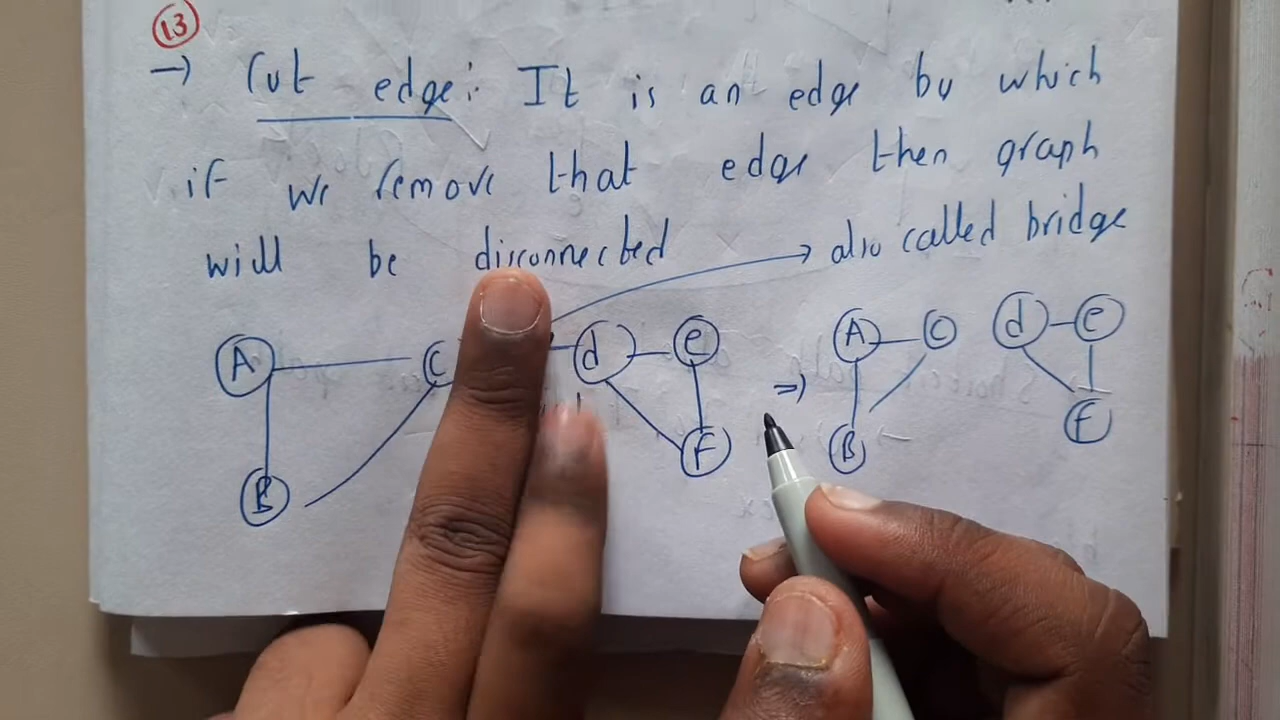 13
→ Cut edge: It is an edge by which
if we remove that edge then graph
will be disconnected → also called bridge
A C d e ⇒ A C d e
B F B F